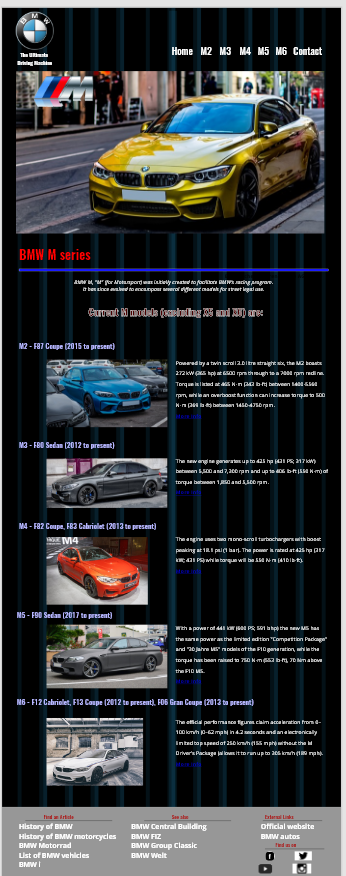 BMW
The Ultimate
Driving Machine
Home M2 M3 M4 M5 M6 Contact
M
BMW M series
BMW M, "M" (for Motorsport) was initially created to facilitate BMW's racing program.
It has since evolved to encompass several different models for street legal use.
Current M models (excluding X5 and X6) are:
M2 - F87 Coupe (2015 to present)
Powered by a twin scroll 3.0 litre straight six, the M2 boasts
272 kW (365 hp) at 6500 rpm through to a 7000 rpm redline.
Torque is listed at 465 N·m (343 lb·ft) between 1400-5560
rpm, while an overboost function can increase torque to 500
N·m (369 lb·ft) between 1450-4750 rpm.
M3 - F80 Sedan (2012 to present)
The new engine generates up to 425 hp (431 PS; 317 kW)
between 5,500 and 7,300 rpm and up to 406 lb·ft (550 N·m) of
torque between 1,850 and 5,500 rpm.
M4 - F82 Coupe, F83 Cabriolet (2013 to present)
M4
The engine uses two mono-scroll turbochargers with boost
peaking at 18.1 psi (1 bar). The power is rated at 425 hp (317
kW; 431 PS) while torque will be 550 N·m (410 lb·ft).
M5 - F90 Sedan (2017 to present)
With a power of 441 kW (600 PS; 591 bhp) the new M5 has
the same power as the limited edition "Competition Package"
and "30 Jahre M5" models of the F10 generation, while the
torque has been raised to 750 N·m (553 lb·ft), 70 Nm above
the F10 M5.
M6 - F12 Cabriolet, F13 Coupe (2012 to present), F06 Gran Coupe (2013 to present)
The official performance figures claim acceleration from 0–
100 km/h (0–62 mph) in 4.2 seconds and an electronically
limited top speed of 250 km/h (155 mph) without the M
Driver's Package (allows it to run up to 305 km/h (189 mph).
Find an Article
History of BMW
History of BMW motorcycles
BMW Motorrad
List of BMW vehicles
BMW i
See also
BMW Central Building
BMW FIZ
BMW Group Classic
BMW Welt
External Links
Official website
BMW autos
Find us on